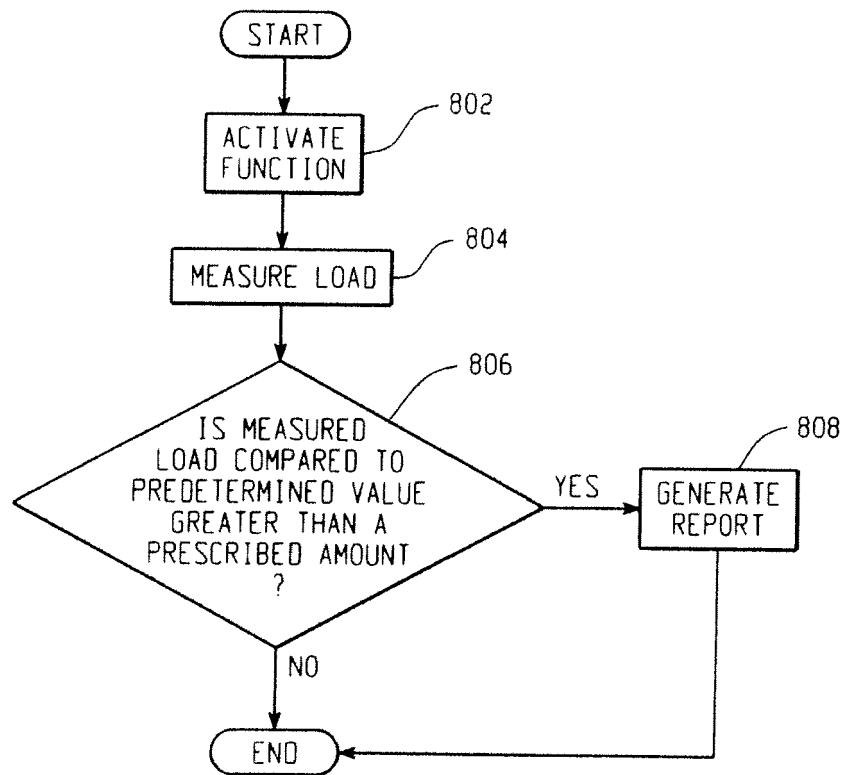 START
802
ACTIVATE
FUNCTION
804
MEASURE LOAD
806
IS MEASURED
LOAD COMPARED TO
PREDETERMINED VALUE
GREATER THAN A
PRESCRIBED AMOUNT
?
YES
808
GENERATE
REPORT
NO
END